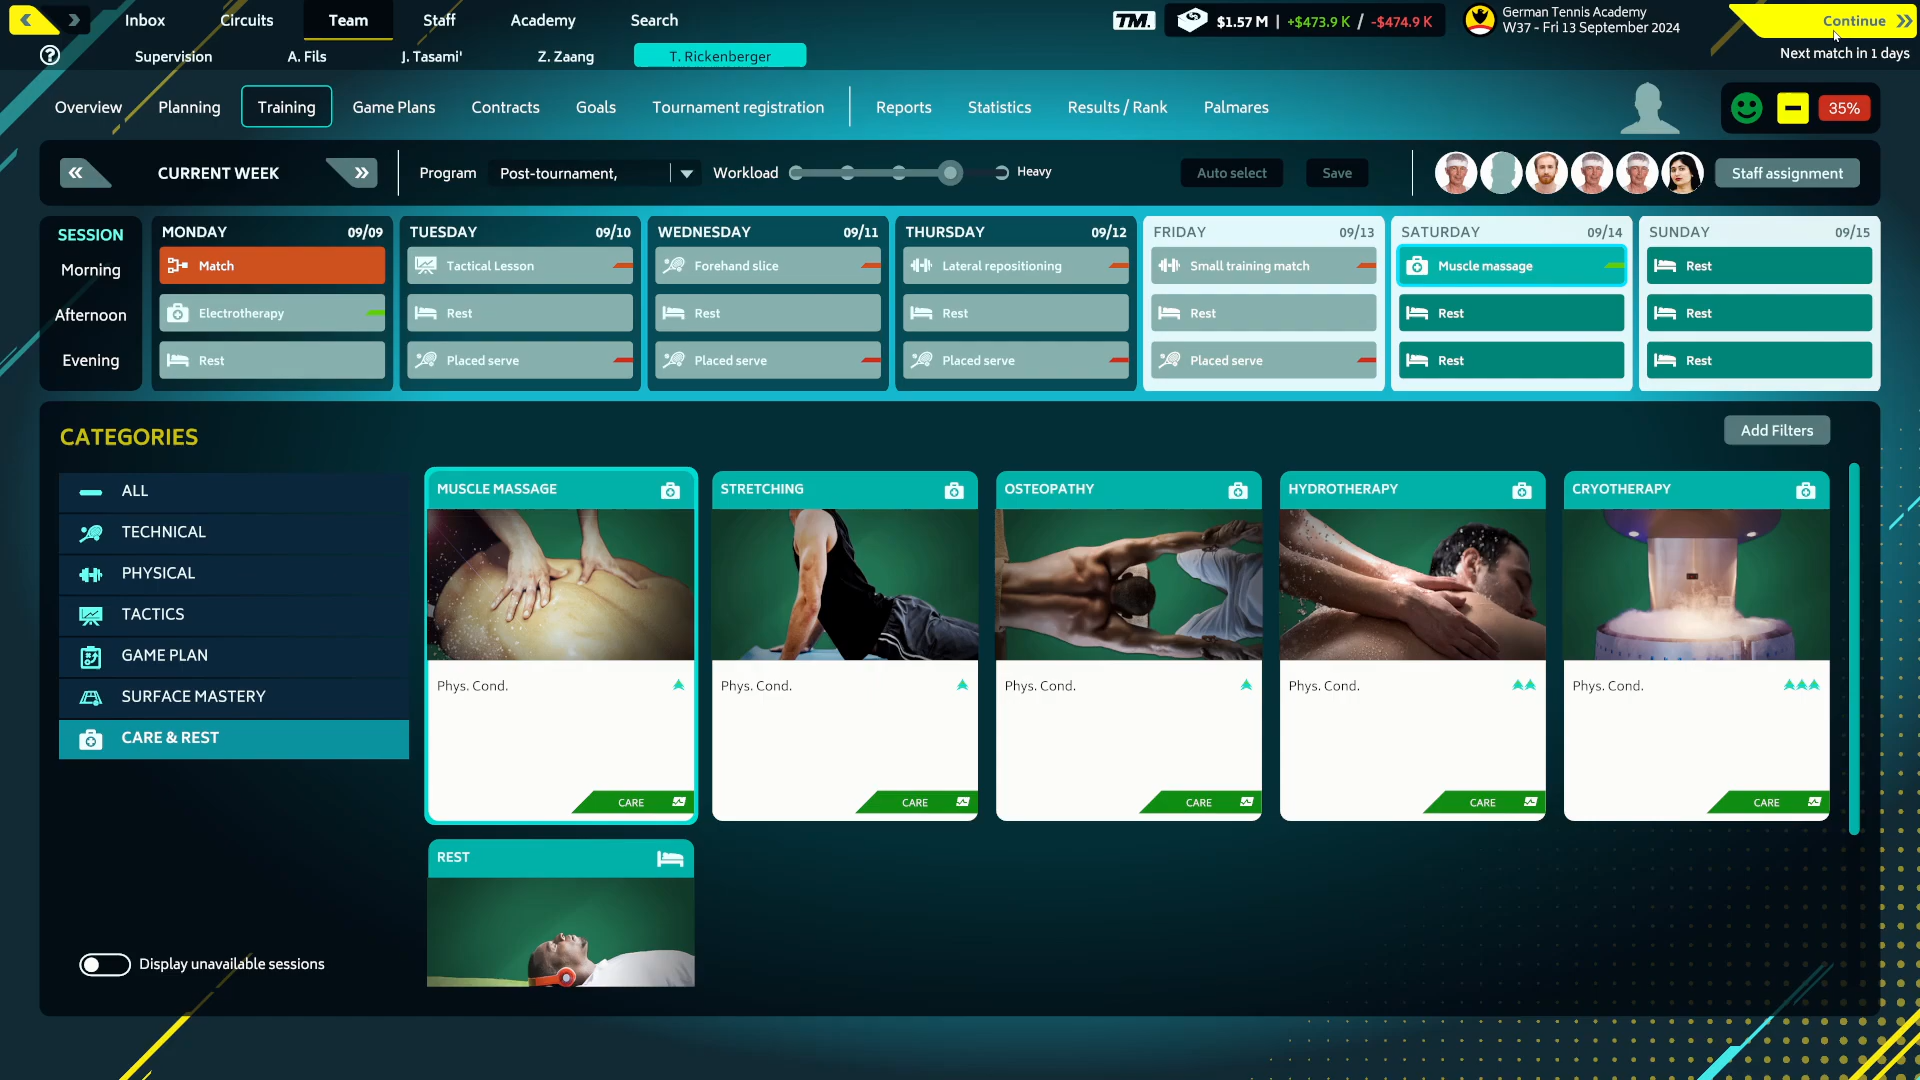 Inbox
Circuits
Team
Staff
Academy
Search
TM.
$1.57 M | +$473.9 K / -$474.9 K
German Tennis Academy
W37 - Fri 13 September 2024
Continue
Next match in 1 days
Supervision
A. Fils
J. Tasami'
Z. Zaang
T. Rickenberger
Overview
Planning
Training
Game Plans
Contracts
Goals
Tournament registration
Reports
Statistics
Results / Rank
Palmares
35%
CURRENT WEEK
Program
Post-tournament,
Workload
Heavy
Auto select
Save
Staff assignment
SESSION
Morning
Afternoon
Evening
MONDAY 09/09
Match
Electrotherapy
Rest
TUESDAY 09/10
Tactical Lesson
Rest
Placed serve
WEDNESDAY 09/11
Forehand slice
Rest
Placed serve
THURSDAY 09/12
Lateral repositioning
Rest
Placed serve
FRIDAY 09/13
Small training match
Rest
Placed serve
SATURDAY 09/14
Muscle massage
Rest
Rest
SUNDAY 09/15
Rest
Rest
Rest
CATEGORIES
Add Filters
ALL
TECHNICAL
PHYSICAL
TACTICS
GAME PLAN
SURFACE MASTERY
CARE & REST
MUSCLE MASSAGE
Phys. Cond.
CARE
STRETCHING
Phys. Cond.
CARE
OSTEOPATHY
Phys. Cond.
CARE
HYDROTHERAPY
Phys. Cond.
CARE
CRYOTHERAPY
Phys. Cond.
CARE
REST
Display unavailable sessions